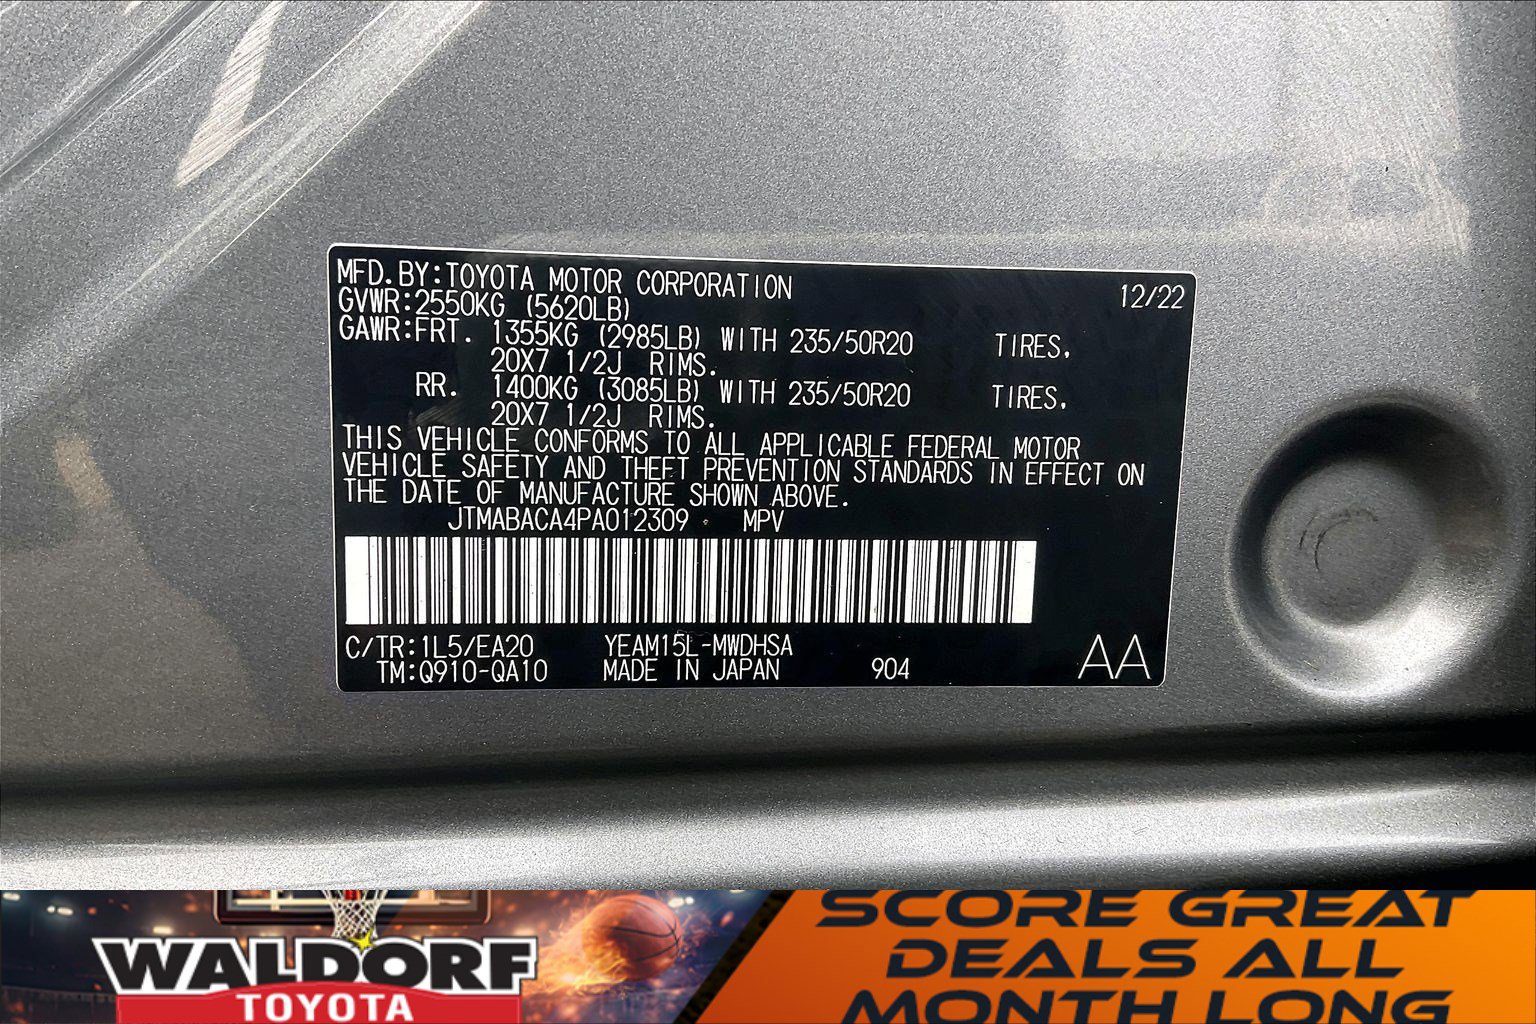 MFD.BY:TOYOTA MOTOR CORPORATION 12/22
GVWR:2550KG (5620LB)
GAWR:FRT. 1355KG (2985LB) WITH 235/50R20 TIRES.
20X7 1/2J RIMS.
RR. 1400KG (3085LB) WITH 235/50R20 TIRES.
20X7 1/2J RIMS.
THIS VEHICLE CONFORMS TO ALL APPLICABLE FEDERAL MOTOR
VEHICLE SAFETY AND THEFT PREVENTION STANDARDS IN EFFECT ON
THE DATE OF MANUFACTURE SHOWN ABOVE.
JTMABACA4PA012309 MPV
C/TR:1L5/EA20 YEAM15L-MWDHSA
TM:Q910-QA10 MADE IN JAPAN 904 AA
WALDORF
TOYOTA
SCORE GREAT
DEALS ALL
MONTH LONG